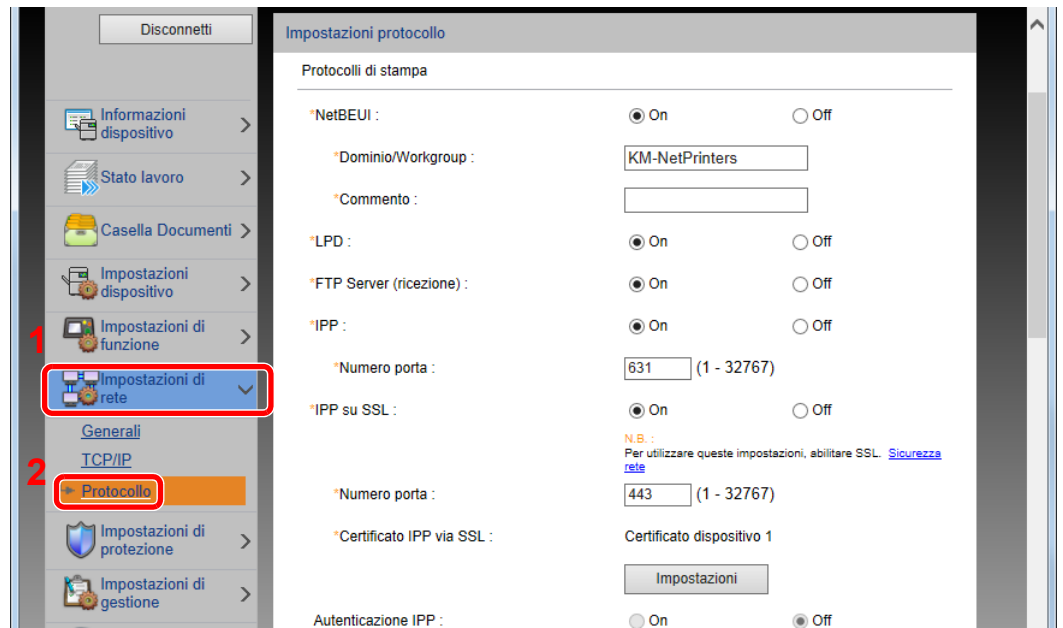 Disconnetti
Informazioni
dispositivo
Stato lavoro
Casella Documenti
Impostazioni
dispositivo
1
Impostazioni di
funzione
Impostazioni di
rete
Generali
TCP/IP
2
Protocollo
Impostazioni di
protezione
Impostazioni di
gestione
Impostazioni protocollo
Protocolli di stampa
*NetBEUI : On Off
*Dominio/Workgroup : KM-NetPrinters
*Commento :
*LPD : On Off
*FTP Server (ricezione) : On Off
*IPP : On Off
*Numero porta : 631 (1 - 32767)
*IPP su SSL : On Off
N.B. :
Per utilizzare queste impostazioni, abilitare SSL. Sicurezza
rete
*Numero porta : 443 (1 - 32767)
*Certificato IPP via SSL : Certificato dispositivo 1
Impostazioni
Autenticazione IPP : On Off